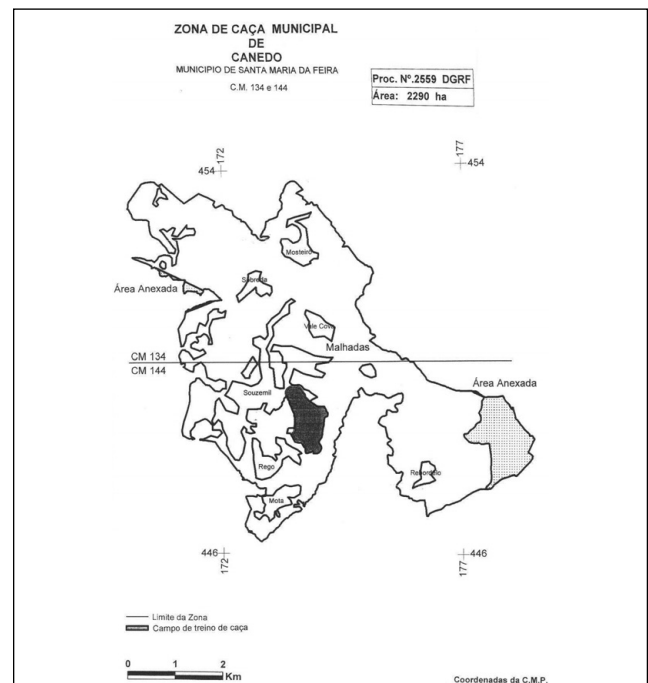 ZONA DE CAÇA MUNICIPAL
DE
CANEDO
MUNICIPIO DE SANTA MARIA DA FEIRA
C.M. 134 e 144
Proc. Nº.2559 DGRF
Área: 2290 ha
172
454
177
454
Mosteiro
Área Anexada
Sobreda
Vale Cova
Malhadas
CM 134
CM 144
Área Anexada
Souzemil
Rego
Rebordelo
Mota
446
172
446
177
Limite da Zona
Campo de treino de caça
0 1 2
Km
Coordenadas da C.M.P.